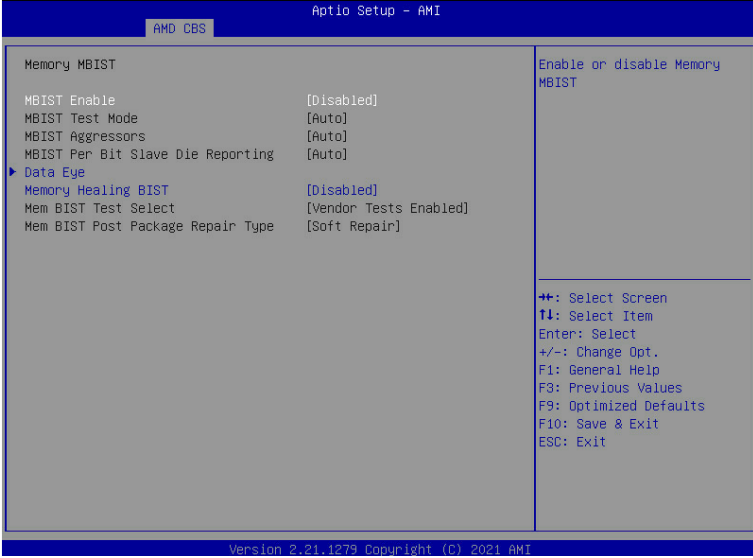 Aptio Setup – AMI
AMD CBS
Memory MBIST
MBIST Enable [Disabled]
MBIST Test Mode [Auto]
MBIST Aggressors [Auto]
MBIST Per Bit Slave Die Reporting [Auto]
Data Eye
Memory Healing BIST [Disabled]
Mem BIST Test Select [Vendor Tests Enabled]
Mem BIST Post Package Repair Type [Soft Repair]
Enable or disable Memory
MBIST
→←: Select Screen
↑↓: Select Item
Enter: Select
+/-: Change Opt.
F1: General Help
F3: Previous Values
F9: Optimized Defaults
F10: Save & Exit
ESC: Exit
Version 2.21.1279 Copyright (C) 2021 AMI